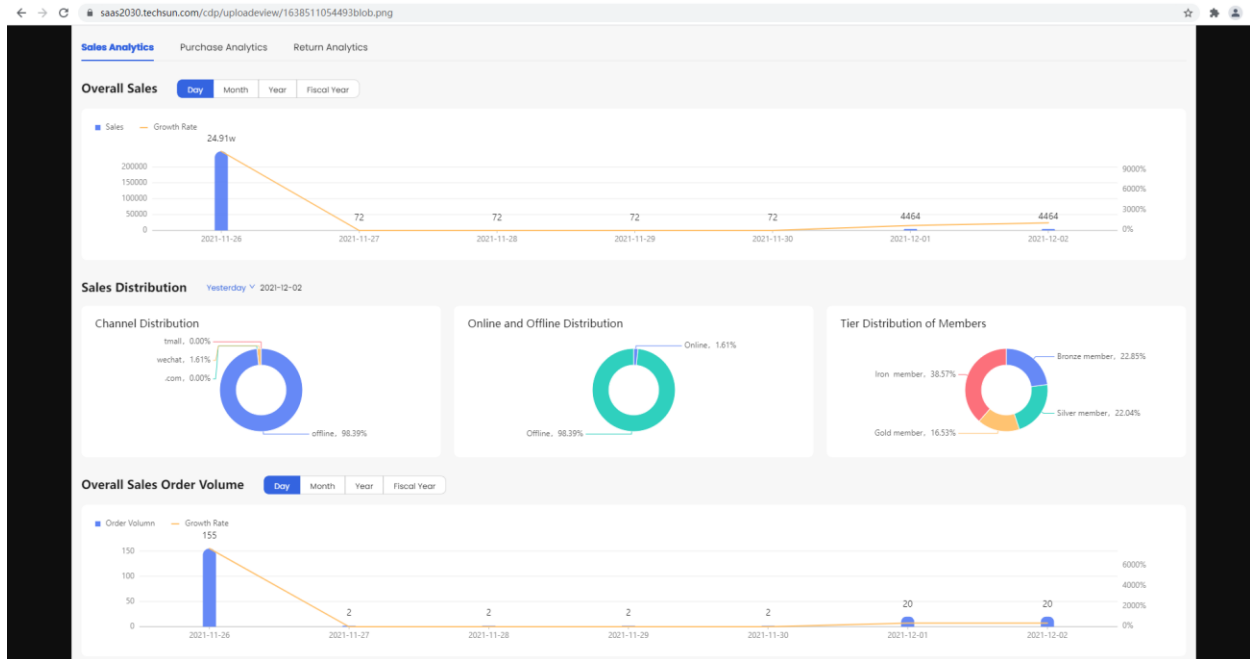 saas2030.techsun.com/cdp/uploadeview/1638511054493blob.png
Sales Analytics Purchase Analytics Return Analytics
Overall Sales Day Month Year Fiscal Year
Sales Growth Rate
24.91w
200000
150000
100000
50000
0
9000%
6000%
3000%
0%
72 72 72 72 4464 4464
2021-11-26 2021-11-27 2021-11-28 2021-11-29 2021-11-30 2021-12-01 2021-12-02
Sales Distribution Yesterday 2021-12-02
Channel Distribution
tmall, 0.00%
wechat, 1.61%
.com, 0.00%
offline, 98.39%
Online and Offline Distribution
Online, 1.61%
Offline, 98.39%
Tier Distribution of Members
Bronze member, 22.85%
Iron member, 38.57%
Silver member, 22.04%
Gold member, 16.53%
Overall Sales Order Volume Day Month Year Fiscal Year
Order Volumn Growth Rate
155
150
100
50
0
6000%
4000%
2000%
0%
2 2 2 2 20 20
2021-11-26 2021-11-27 2021-11-28 2021-11-29 2021-11-30 2021-12-01 2021-12-02